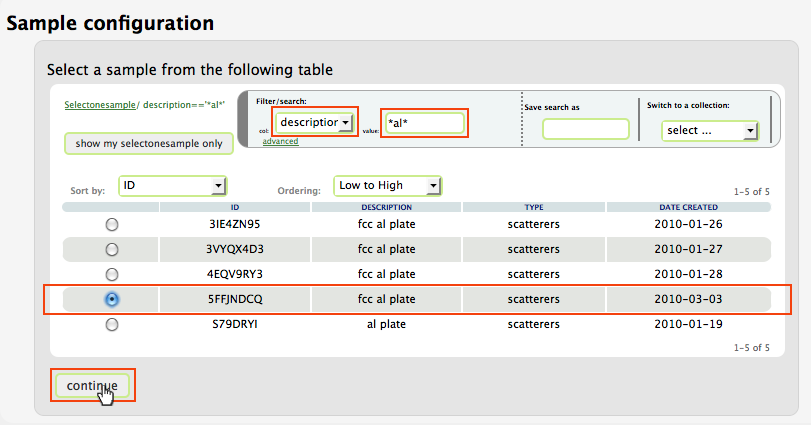 Sample configuration
Select a sample from the following table
Selectonesample/ description=='*al*'
show my selectonesample only
Filter/search:
col: description value: *al*
advanced
Save search as
Switch to a collection:
select ...
Sort by: ID Ordering: Low to High 1-5 of 5
ID DESCRIPTION TYPE DATE CREATED
3IE4ZN95 fcc al plate scatterers 2010-01-26
3VYQX4D3 fcc al plate scatterers 2010-01-27
4EQV9RY3 fcc al plate scatterers 2010-01-28
5FFJNDCQ fcc al plate scatterers 2010-03-03
S79DRYI al plate scatterers 2010-01-19
1-5 of 5
continue